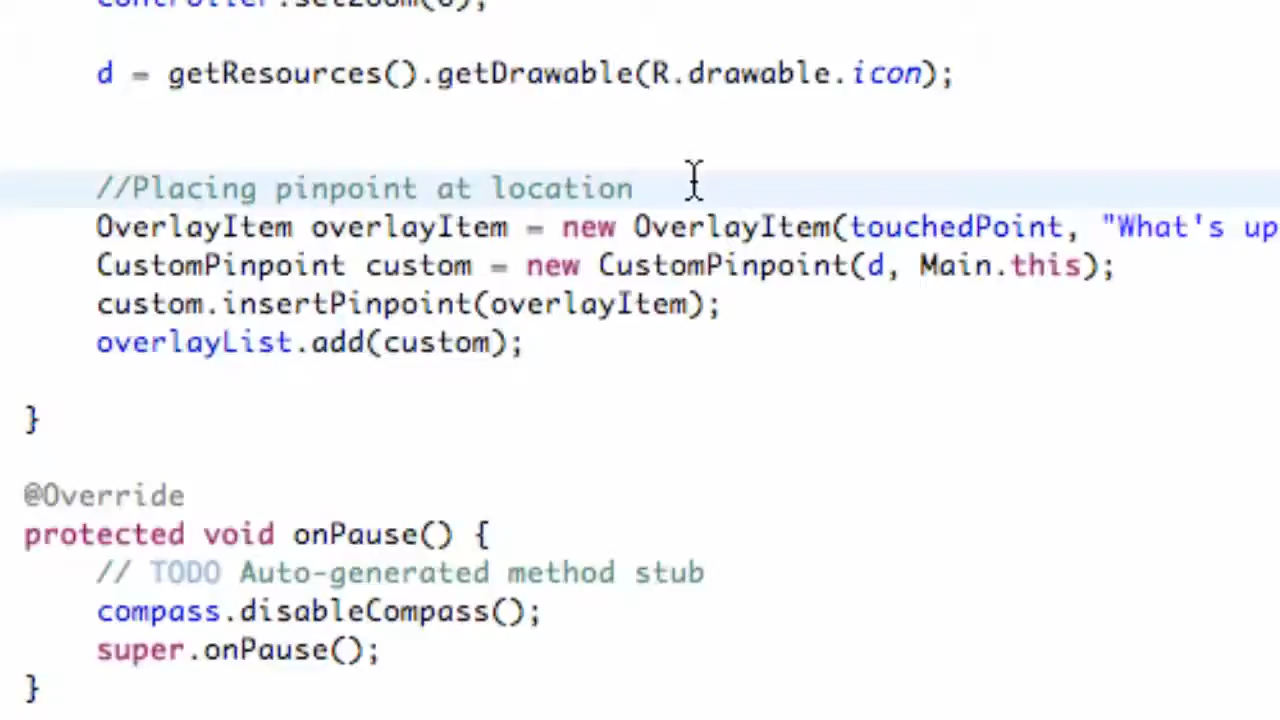 d = getResources().getDrawable(R.drawable.icon);
//Placing pinpoint at location
OverlayItem overlayItem = new OverlayItem(touchedPoint, "What's up
CustomPinpoint custom = new CustomPinpoint(d, Main.this);
custom.insertPinpoint(overlayItem);
overlayList.add(custom);
}
@Override
protected void onPause() {
// TODO Auto-generated method stub
compass.disableCompass();
super.onPause();
}